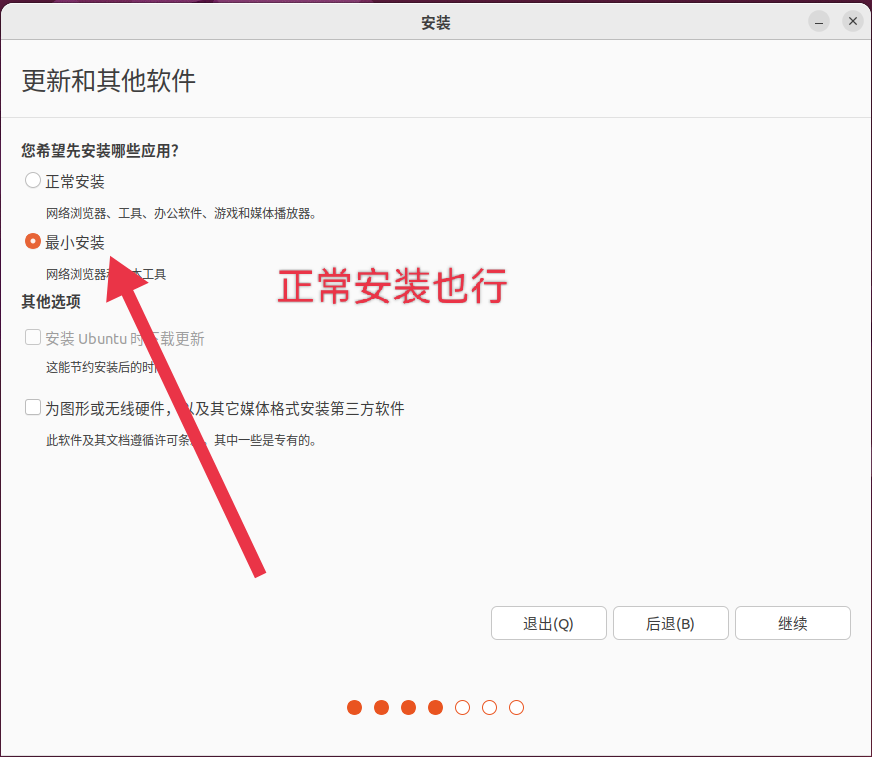 安装
更新和其他软件
您希望先安装哪些应用？
正常安装
网络浏览器、工具、办公软件、游戏和媒体播放器。
最小安装
网络浏览器 本工具
正常安装也行
其他选项
安装 Ubuntu 时 载更新
这能节约安装后的时
为图形或无线硬件， 以及其它媒体格式安装第三方软件
此软件及其文档遵循许可条 其中一些是专有的。
退出(Q)
后退(B)
继续